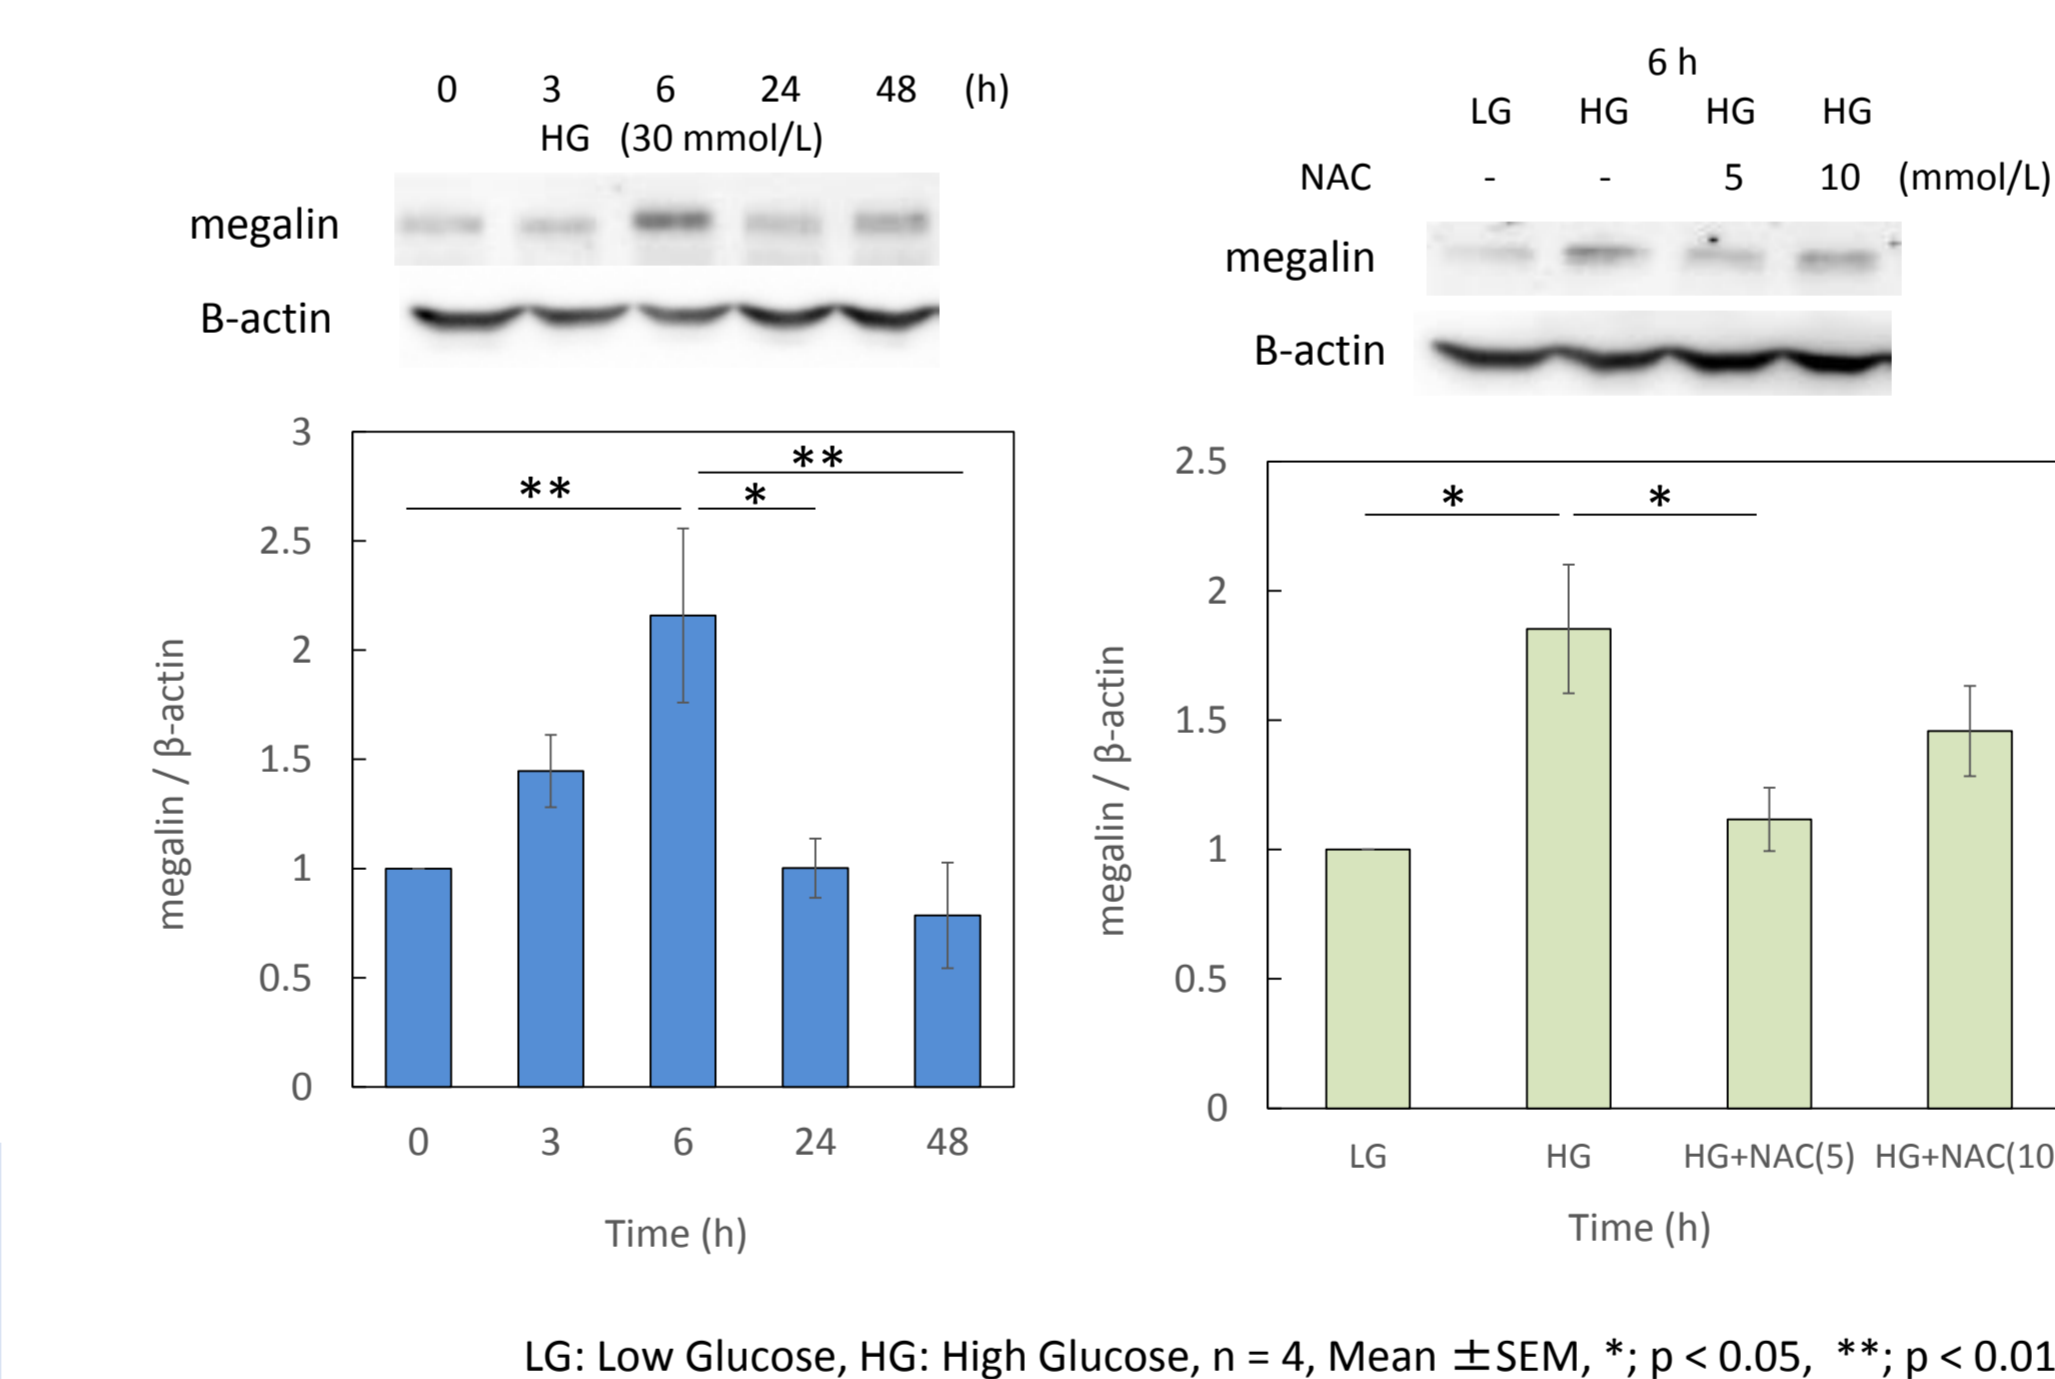 0 3 6 24 48 (h)
HG (30 mmol/L)
megalin
B-actin
3
2.5
2
1.5
1
0.5
0
megalin / β-actin
** 
**
*
0 3 6 24 48
Time (h)
6 h
LG HG HG HG
NAC - - 5 10 (mmol/L)
megalin
B-actin
2.5
2
1.5
1
0.5
0
megalin / β-actin
* *
LG HG HG+NAC(5) HG+NAC(10
Time (h)
LG: Low Glucose, HG: High Glucose, n = 4, Mean ±SEM, *; p < 0.05, **; p < 0.01